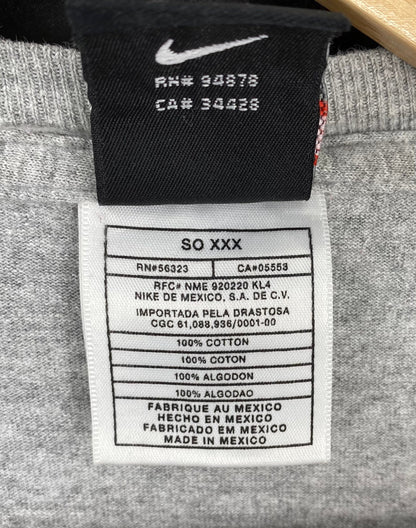 RN# 94878
CA# 34428
SO XXX
RN#56323 CA#05553
RFC# NME 920220 KL4
NIKE DE MEXICO, S.A. DE C.V.
IMPORTADA PELA DRASTOSA
CGC 61,088,936/0001-00
100% COTTON
100% COTON
100% ALGODON
100% ALGODAO
FABRIQUE AU MEXICO
HECHO EN MEXICO
FABRICADO EM MEXICO
MADE IN MEXICO